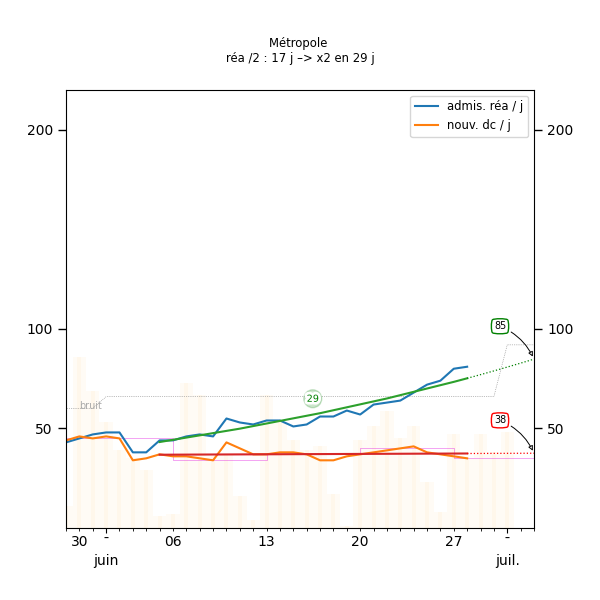 Métropole
réa /2 : 17 j –> x2 en 29 j
admis. réa / j
nouv. dc / j
200
200
100
100
85
bruit
29
50
50
38
30
-
06
13
20
27
-
juin
juil.